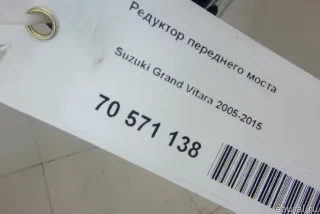 Редуктор переднего моста
Suzuki Grand Vitara 2005-2015
70 571 138